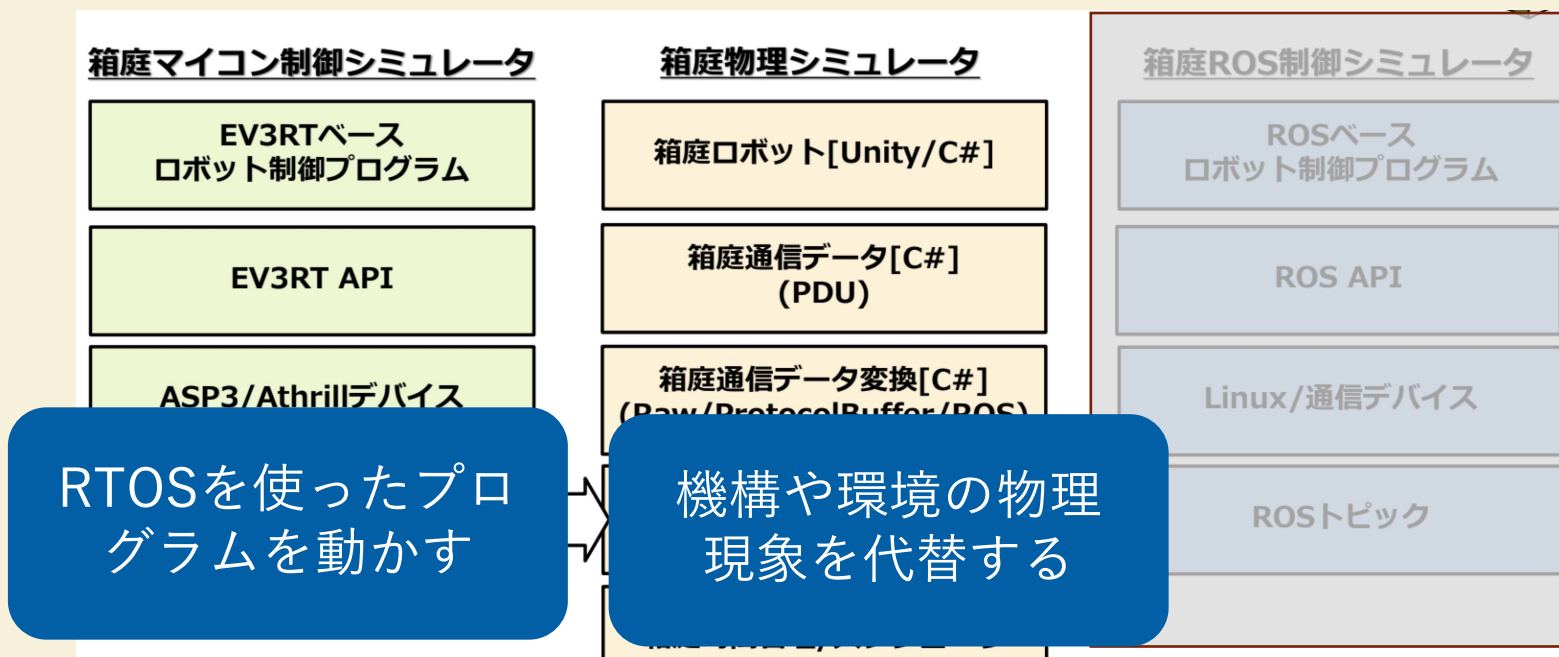 箱庭マイコン制御シミュレータ
EV3RTベース
ロボット制御プログラム
EV3RT API
ASP3/Athrillデバイス
RTOSを使ったプロ
グラムを動かす
箱庭物理シミュレータ
箱庭ロボット[Unity/C#]
箱庭通信データ[C#]
(PDU)
箱庭通信データ変換[C#]
(Raw/ProtocolBuffer/ROS)
機構や環境の物理
現象を代替する
箱庭ROS制御シミュレータ
ROSベース
ロボット制御プログラム
ROS API
Linux/通信デバイス
ROSトピック